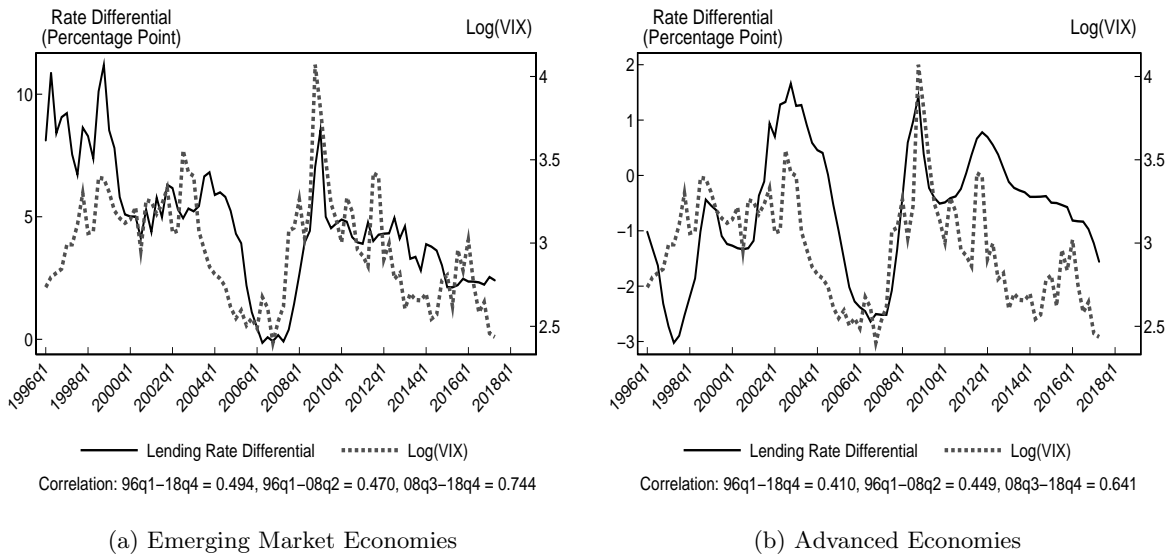 Rate Differential
(Percentage Point)
Log(VIX)
10
5
0
4
3.5
3
2.5
1996q1
1998q1
2000q1
2002q1
2004q1
2006q1
2008q1
2010q1
2012q1
2014q1
2016q1
2018q1
Lending Rate Differential
Log(VIX)
Correlation: 96q1−18q4 = 0.494, 96q1−08q2 = 0.470, 08q3−18q4 = 0.744
(a) Emerging Market Economies
Rate Differential
(Percentage Point)
Log(VIX)
2
1
0
−1
−2
−3
4
3.5
3
2.5
1996q1
1998q1
2000q1
2002q1
2004q1
2006q1
2008q1
2010q1
2012q1
2014q1
2016q1
2018q1
Lending Rate Differential
Log(VIX)
Correlation: 96q1−18q4 = 0.410, 96q1−08q2 = 0.449, 08q3−18q4 = 0.641
(b) Advanced Economies